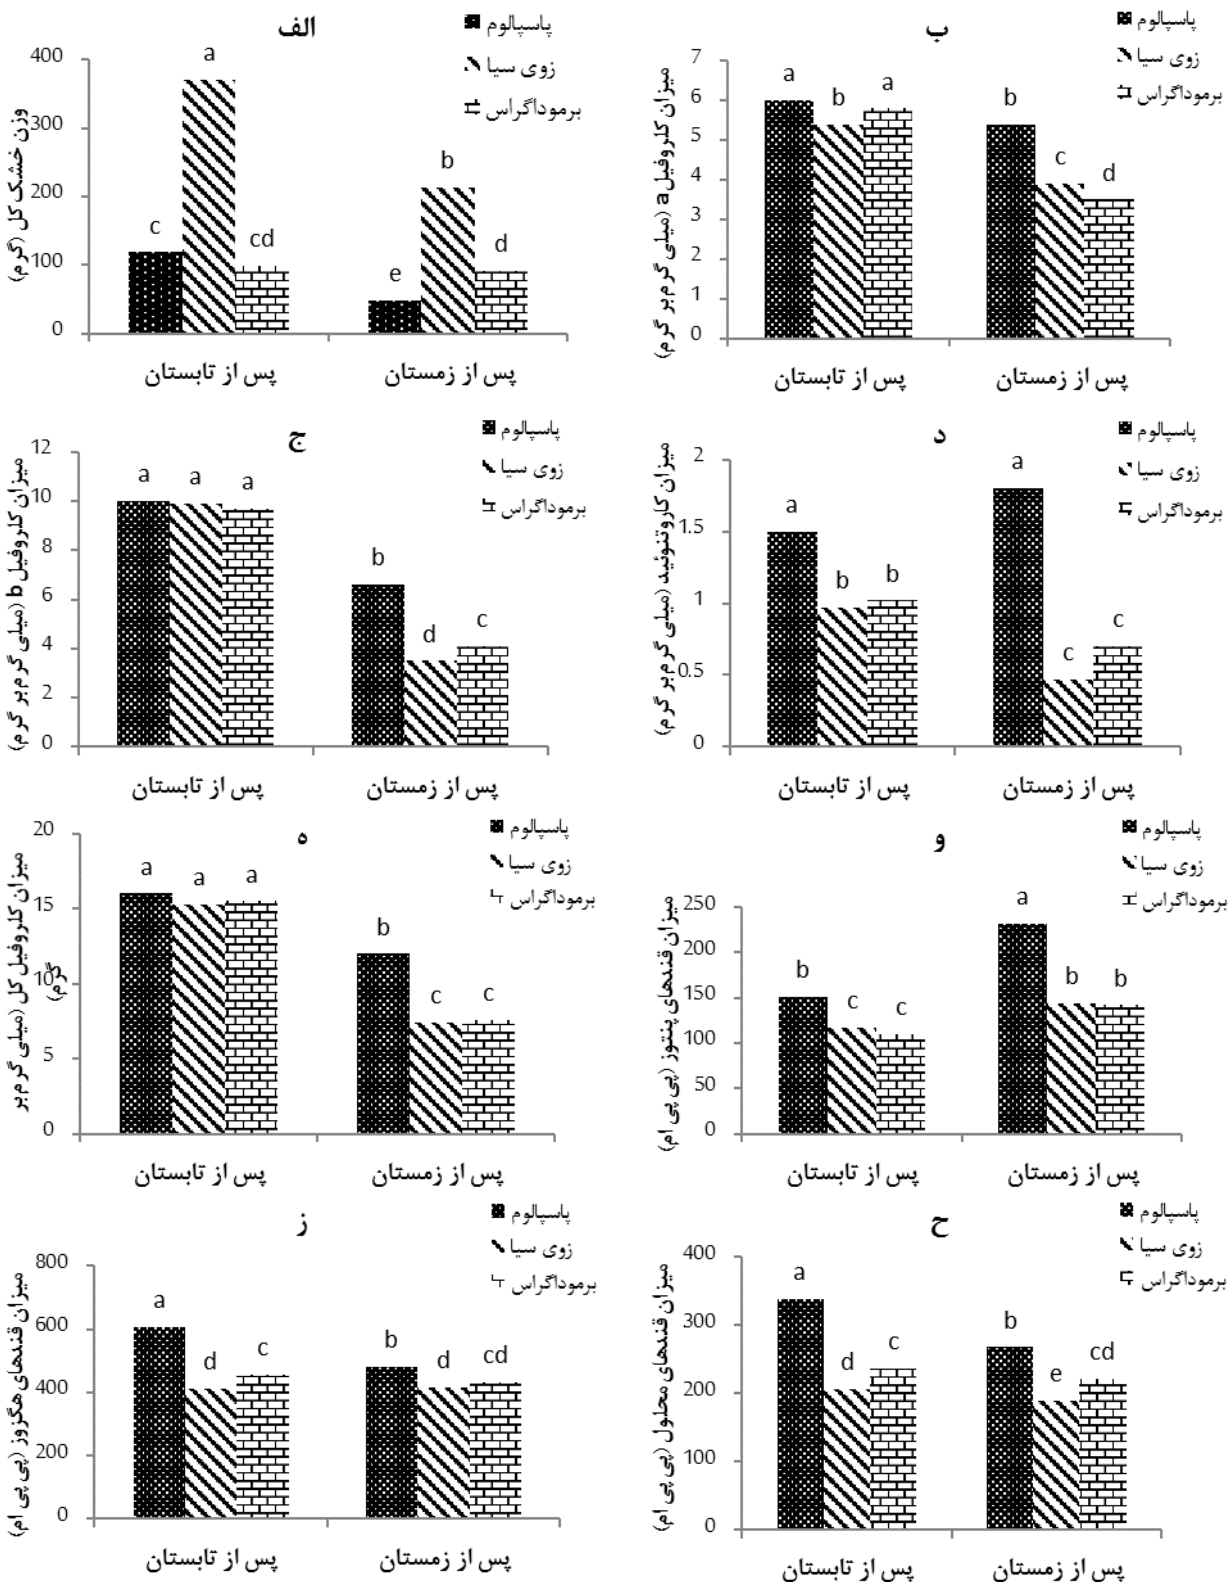 الف
پاسپالوم
زوی سیا
برموداگراس
وزن خشک کل (گرم)
400
300
200
100
0
a
c
cd
b
e
d
پس از تابستان
پس از زمستان
ب
پاسپالوم
زوی سیا
برموداگراس
میزان کلروفیل a (میلی گرم بر گرم)
7
6
5
4
3
2
1
0
a
b
a
b
c
d
پس از تابستان
پس از زمستان
ج
پاسپالوم
زوی سیا
برموداگراس
میزان کلروفیل b (میلی گرم بر گرم)
12
10
8
6
4
2
0
a
a
a
b
d
c
پس از تابستان
پس از زمستان
د
پاسپالوم
زوی سیا
برموداگراس
میزان کاروتنوئید (میلی گرم بر گرم)
2
1.5
1
0.5
0
a
b
b
a
c
c
پس از تابستان
پس از زمستان
ه
پاسپالوم
زوی سیا
برموداگراس
میزان کلروفیل کل (میلی گرم بر
گرم)
20
15
10
5
0
a
a
a
b
c
c
پس از تابستان
پس از زمستان
و
پاسپالوم
زوی سیا
برموداگراس
میزان قندهای پنتوز (پی پی ام)
250
200
150
100
50
0
b
c
c
a
b
b
پس از تابستان
پس از زمستان
ز
پاسپالوم
زوی سیا
برموداگراس
میزان قندهای هگزوز (پی پی ام)
800
600
400
200
0
a
d
c
b
d
cd
پس از تابستان
پس از زمستان
ح
پاسپالوم
زوی سیا
برموداگراس
میزان قندهای محلول (پی پی ام)
400
300
200
100
0
a
d
c
b
e
cd
پس از تابستان
پس از زمستان